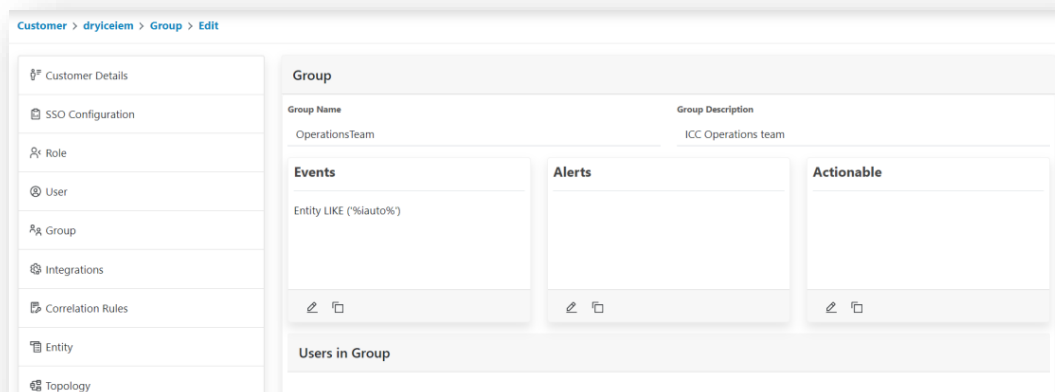 Customer > dryiceiem > Group > Edit
Customer Details
SSO Configuration
Role
User
Group
Integrations
Correlation Rules
Entity
Topology
Group
Group Name
Group Description
OperationsTeam
ICC Operations team
Events
Alerts
Actionable
Entity LIKE ('%iauto%')
Users in Group